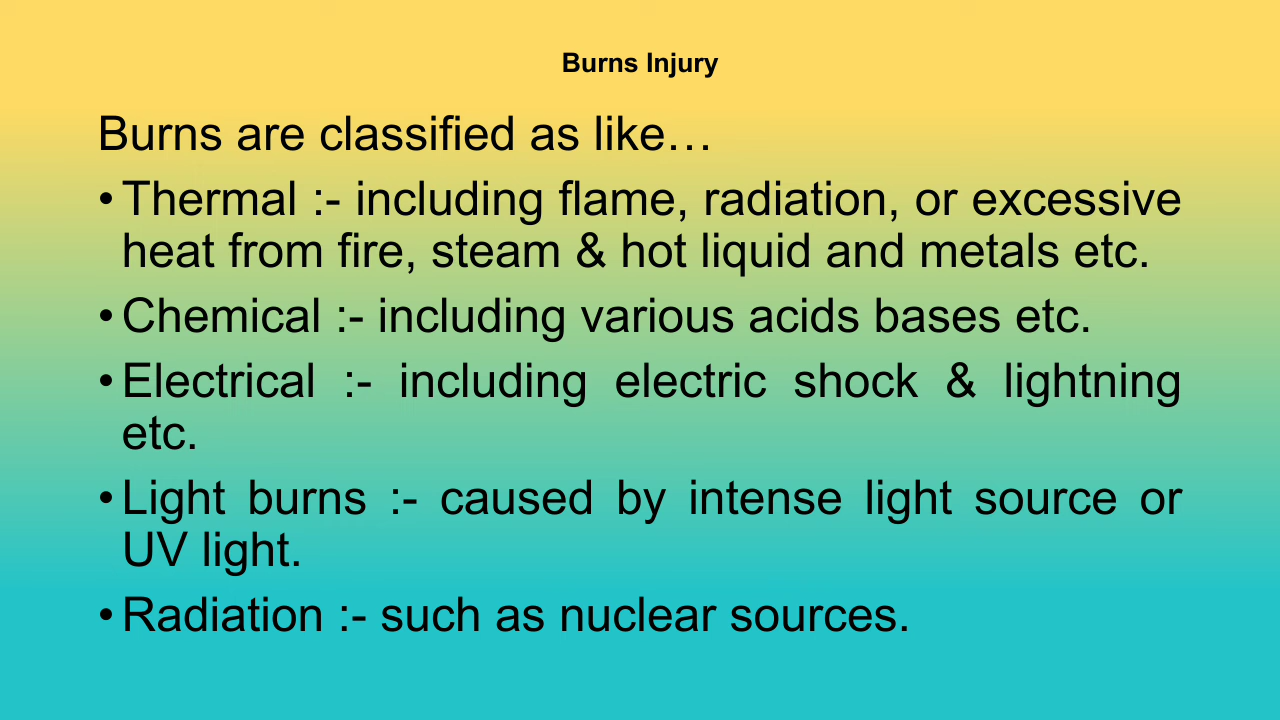 Burns Injury
Burns are classified as like…
• Thermal :- including flame, radiation, or excessive
heat from fire, steam & hot liquid and metals etc.
• Chemical :- including various acids bases etc.
• Electrical :- including electric shock & lightning
etc.
• Light burns :- caused by intense light source or
UV light.
• Radiation :- such as nuclear sources.